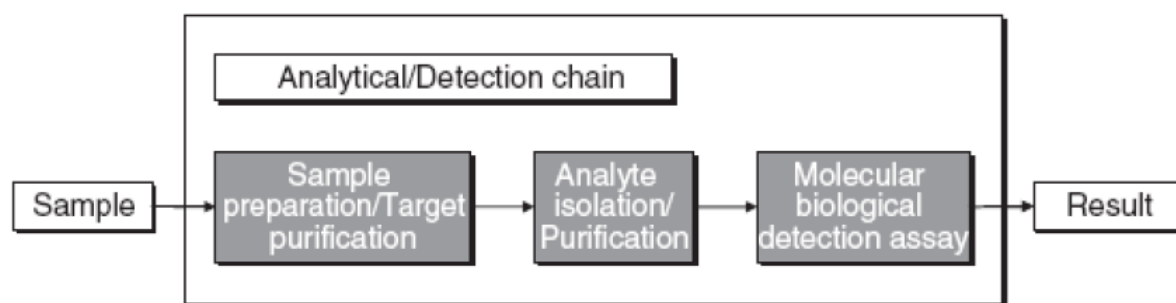 Analytical/Detection chain
Sample
Sample
preparation/Target
purification
Analyte
isolation/
Purification
Molecular
biological
detection assay
Result